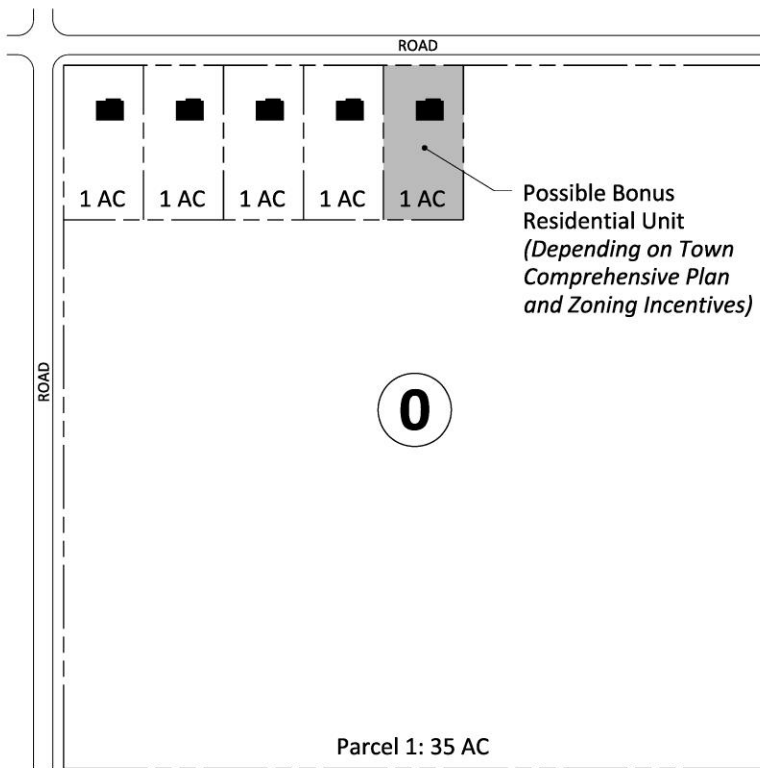 ROAD
1 AC 1 AC 1 AC 1 AC 1 AC
Possible Bonus
Residential Unit
(Depending on Town
Comprehensive Plan
and Zoning Incentives)
ROAD
0
Parcel 1: 35 AC